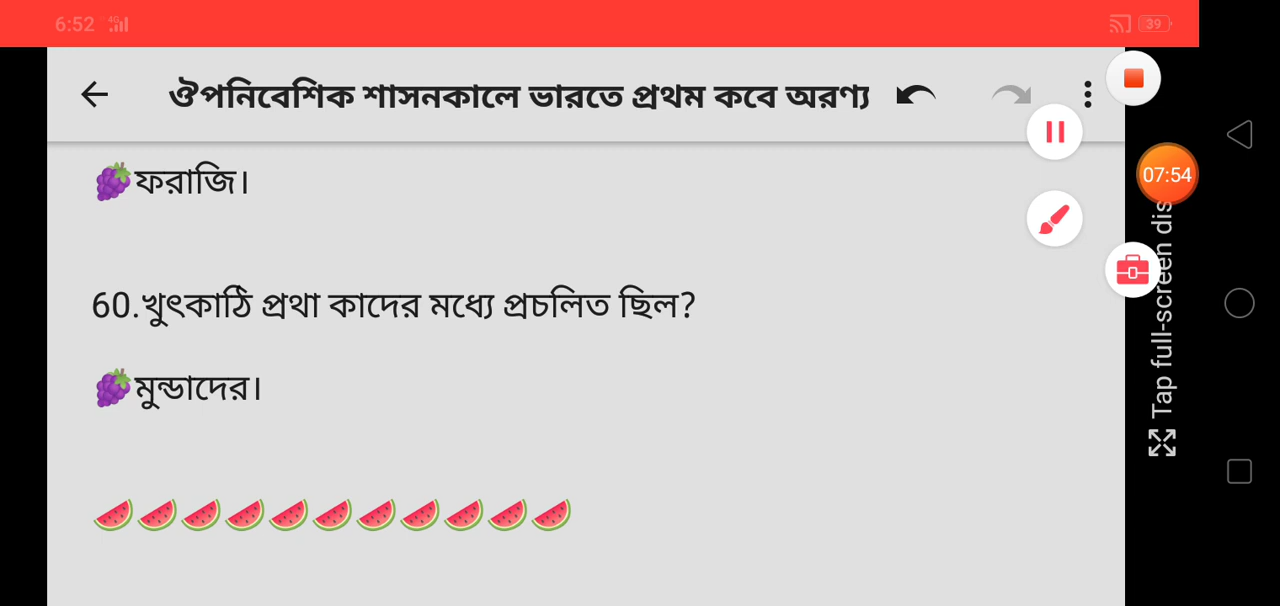 6:52 4G 39
ঔপনিবেশিক শাসনকালে ভারতে প্রথম কবে অরণ্য
07:54
🍇ফরাজি।
60.খুৎকাঠি প্রথা কাদের মধ্যে প্রচলিত ছিল?
🍇মুন্ডাদের।
🍉🍉🍉🍉🍉🍉🍉🍉🍉🍉🍉
Tap full-screen dis